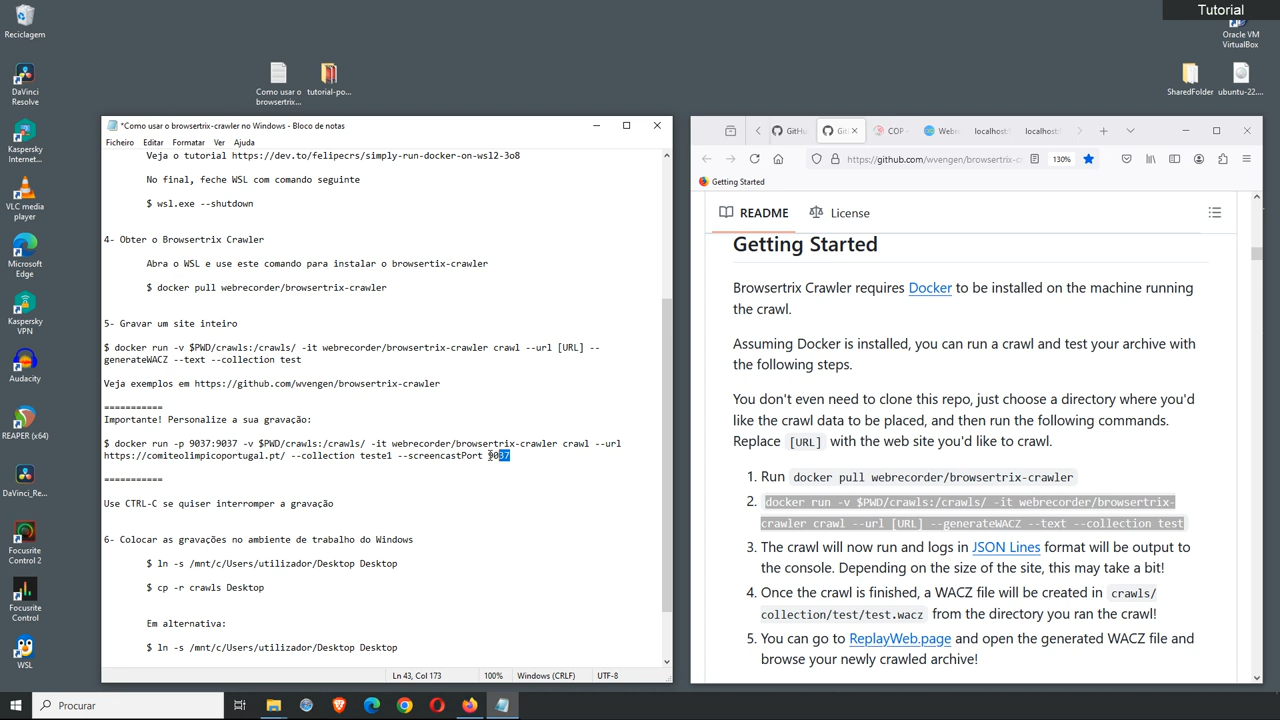 Tutorial
Reciclagem
DaVinci
Resolve
Kaspersky
Internet...
VLC media
player
Microsoft
Edge
Kaspersky
VPN
Audacity
REAPER (x64)
DaVinci_Re...
Focusrite
Control 2
Focusrite
Control
WSL
Como usar o
browsertrix...
tutorial-po...
Oracle VM
VirtualBox
SharedFolder
ubuntu-22....
*Como usar o browsertrix-crawler no Windows - Bloco de notas
Ficheiro Editar Formatar Ver Ajuda
Veja o tutorial https://dev.to/felipecrs/simply-run-docker-on-wsl2-3o8
No final, feche WSL com comando seguinte
$ wsl.exe --shutdown
4- Obter o Browsertrix Crawler
Abra o WSL e use este comando para instalar o browsertix-crawler
$ docker pull webrecorder/browsertrix-crawler
5- Gravar um site inteiro
$ docker run -v $PWD/crawls:/crawls/ -it webrecorder/browsertrix-crawler crawl --url [URL] --
generateWACZ --text --collection test
Veja exemplos em https://github.com/wvengen/browsertrix-crawler
===========
Importante! Personalize a sua gravação:
$ docker run -p 9037:9037 -v $PWD/crawls:/crawls/ -it webrecorder/browsertrix-crawler crawl --url
https://comiteolimpicoportugal.pt/ --collection teste1 --screencastPort 9037
===========
Use CTRL-C se quiser interromper a gravação
6- Colocar as gravações no ambiente de trabalho do Windows
$ ln -s /mnt/c/Users/utilizador/Desktop Desktop
$ cp -r crawls Desktop
Em alternativa:
$ ln -s /mnt/c/Users/utilizador/Desktop Desktop
Ln 43, Col 173 100% Windows (CRLF) UTF-8
GitHu Git COP - Webre localhost: localhost:
https://github.com/wvengen/browsertrix-c 130%
Getting Started
README License
Getting Started
Browsertrix Crawler requires Docker to be installed on the machine running
the crawl.
Assuming Docker is installed, you can run a crawl and test your archive with
the following steps.
You don't even need to clone this repo, just choose a directory where you'd
like the crawl data to be placed, and then run the following commands.
Replace [URL] with the web site you'd like to crawl.
1. Run docker pull webrecorder/browsertrix-crawler
2. docker run -v $PWD/crawls:/crawls/ -it webrecorder/browsertrix-
crawler crawl --url [URL] --generateWACZ --text --collection test
3. The crawl will now run and logs in JSON Lines format will be output to
the console. Depending on the size of the site, this may take a bit!
4. Once the crawl is finished, a WACZ file will be created in crawls/
collection/test/test.wacz from the directory you ran the crawl!
5. You can go to ReplayWeb.page and open the generated WACZ file and
browse your newly crawled archive!
Procurar